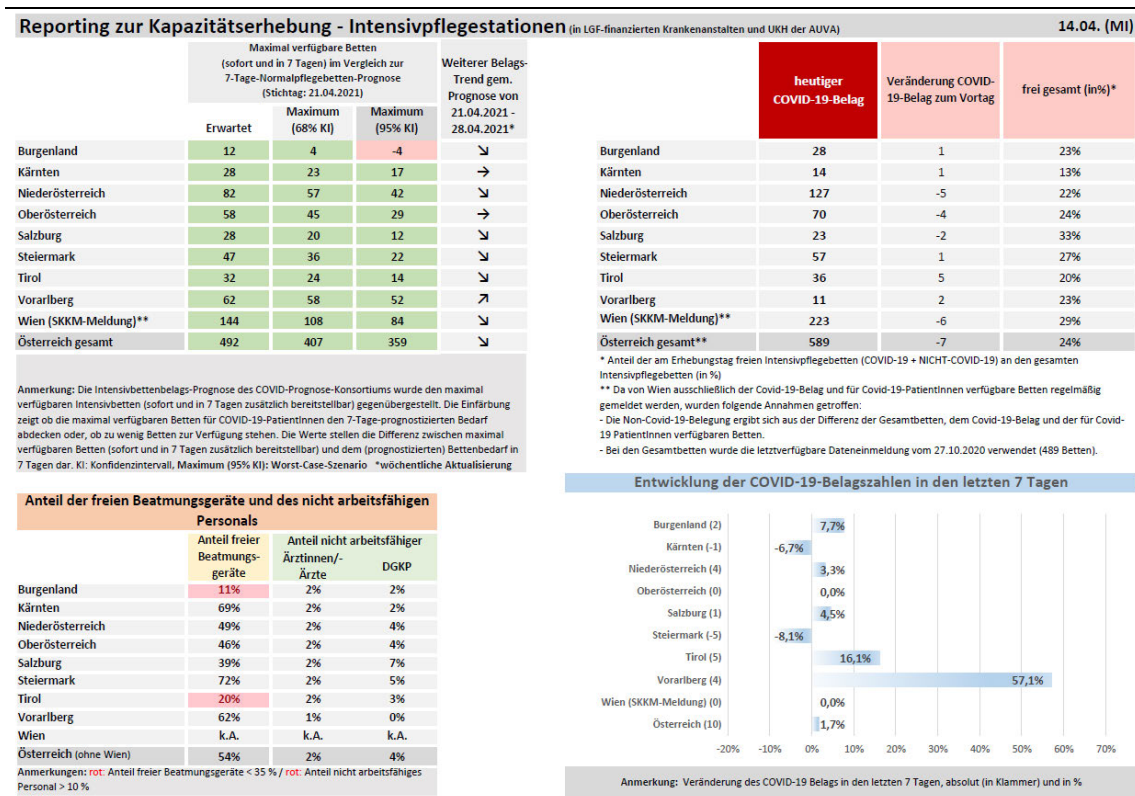 Reporting zur Kapazitätserhebung - Intensivpflegestationen (in LGF-finanzierten Krankenanstalten und UKH der AUVA) 14.04. (MI)
Maximal verfügbare Betten
(sofort und in 7 Tagen) im Vergleich zur
7-Tage-Normalpflegebetten-Prognose
(Stichtag: 21.04.2021)
Weiterer Belags-
Trend gem.
Prognose von
21.04.2021 -
28.04.2021*
Erwartet
Maximum
(68% KI)
Maximum
(95% KI)
Burgenland 12 4 -4 ↘
Kärnten 28 23 17 →
Niederösterreich 82 57 42 ↘
Oberösterreich 58 45 29 →
Salzburg 28 20 12 ↘
Steiermark 47 36 22 ↘
Tirol 32 24 14 ↘
Vorarlberg 62 58 52 ↗
Wien (SKKM-Meldung)** 144 108 84 ↘
Österreich gesamt 492 407 359 ↘
Anmerkung: Die Intensivbettenbelags-Prognose des COVID-Prognose-Konsortiums wurde den maximal
verfügbaren Intensivbetten (sofort und in 7 Tagen zusätzlich bereitstellbar) gegenübergestellt. Die Einfärbung
zeigt ob die maximal verfügbaren Betten für COVID-19-PatientInnen den 7-Tage-prognostizierten Bedarf
abdecken oder, ob zu wenig Betten zur Verfügung stehen. Die Werte stellen die Differenz zwischen maximal
verfügbaren Betten (sofort und in 7 Tagen zusätzlich bereitstellbar) und dem (prognostizierten) Bettenbedarf in
7 Tagen dar. KI: Konfidenzintervall, Maximum (95% KI): Worst-Case-Szenario *wöchentliche Aktualisierung
heutiger
COVID-19-Belag
Veränderung COVID-
19-Belag zum Vortag
frei gesamt (in%)*
Burgenland 28 1 23%
Kärnten 14 1 13%
Niederösterreich 127 -5 22%
Oberösterreich 70 -4 24%
Salzburg 23 -2 33%
Steiermark 57 1 27%
Tirol 36 5 20%
Vorarlberg 11 2 23%
Wien (SKKM-Meldung)** 223 -6 29%
Österreich gesamt** 589 -7 24%
* Anteil der am Erhebungstag freien Intensivpflegebetten (COVID-19 + NICHT-COVID-19) an den gesamten
Intensivpflegebetten (in %)
** Da von Wien ausschließlich der Covid-19-Belag und für Covid-19-PatientInnen verfügbare Betten regelmäßig
gemeldet werden, wurden folgende Annahmen getroffen:
- Die Non-Covid-19-Belegung ergibt sich aus der Differenz der Gesamtbetten, dem Covid-19-Belag und der für Covid-
19 PatientInnen verfügbaren Betten.
- Bei den Gesamtbetten wurde die letztverfügbare Dateneinmeldung vom 27.10.2020 verwendet (489 Betten).
Anteil der freien Beatmungsgeräte und des nicht arbeitsfähigen
Personals
Anteil freier
Beatmungs-
geräte
Anteil nicht arbeitsfähiger
Ärztinnen/-
Ärzte
DGKP
Burgenland 11% 2% 2%
Kärnten 69% 2% 2%
Niederösterreich 49% 2% 4%
Oberösterreich 46% 2% 4%
Salzburg 39% 2% 7%
Steiermark 72% 2% 5%
Tirol 20% 2% 3%
Vorarlberg 62% 1% 0%
Wien k.A. k.A. k.A.
Österreich (ohne Wien) 54% 2% 4%
Anmerkungen: rot: Anteil freier Beatmungsgeräte < 35 % / rot: Anteil nicht arbeitsfähiges
Personal > 10 %
Entwicklung der COVID-19-Belagszahlen in den letzten 7 Tagen
Burgenland (2) 7,7%
Kärnten (-1) -6,7%
Niederösterreich (4) 3,3%
Oberösterreich (0) 0,0%
Salzburg (1) 4,5%
Steiermark (-5) -8,1%
Tirol (5) 16,1%
Vorarlberg (4) 57,1%
Wien (SKKM-Meldung) (0) 0,0%
Österreich (10) 1,7%
-20% -10% 0% 10% 20% 30% 40% 50% 60% 70%
Anmerkung: Veränderung des COVID-19 Belags in den letzten 7 Tagen, absolut (in Klammer) und in %